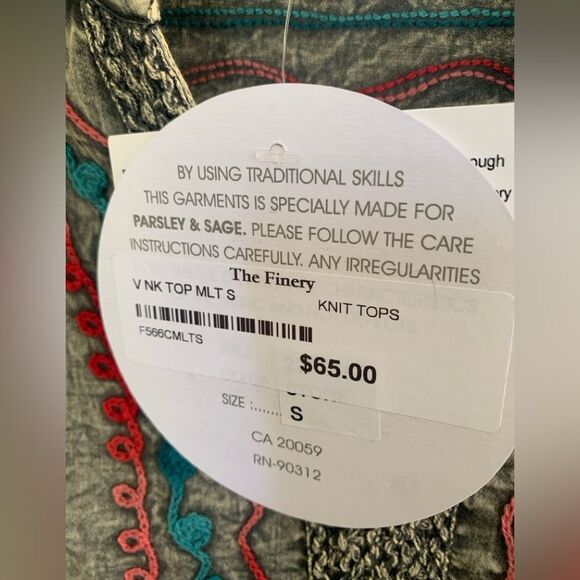 BY USING TRADITIONAL SKILLS
THIS GARMENTS IS SPECIALLY MADE FOR
PARSLEY & SAGE. PLEASE FOLLOW THE CARE
INSTRUCTIONS CAREFULLY. ANY IRREGULARITIES
The Finery
V NK TOP MLT S
KNIT TOPS
F566CMLTS
$65.00
SIZE :........ S
CA 20059
RN-90312